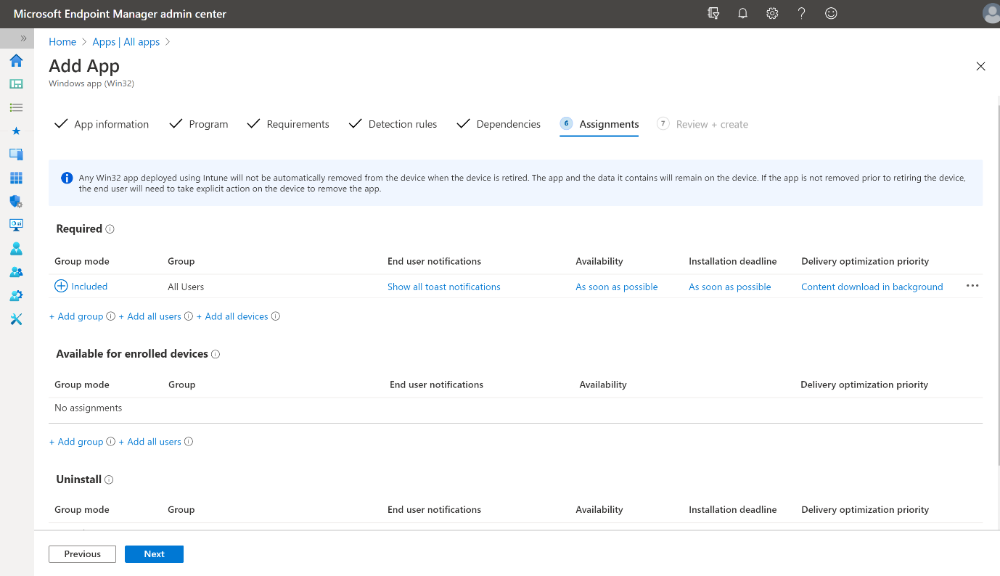 Microsoft Endpoint Manager admin center
Home > Apps | All apps >
Add App
Windows app (Win32)
App information Program Requirements Detection rules Dependencies 6 Assignments 7 Review + create
Any Win32 app deployed using Intune will not be automatically removed from the device when the device is retired. The app and the data it contains will remain on the device. If the app is not removed prior to retiring the device,
the end user will need to take explicit action on the device to remove the app.
Required
Group mode Group End user notifications Availability Installation deadline Delivery optimization priority
Included All Users Show all toast notifications As soon as possible As soon as possible Content download in background ...
+ Add group + Add all users + Add all devices
Available for enrolled devices
Group mode Group End user notifications Availability Delivery optimization priority
No assignments
+ Add group + Add all users
Uninstall
Group mode Group End user notifications Availability Installation deadline Delivery optimization priority
Previous Next